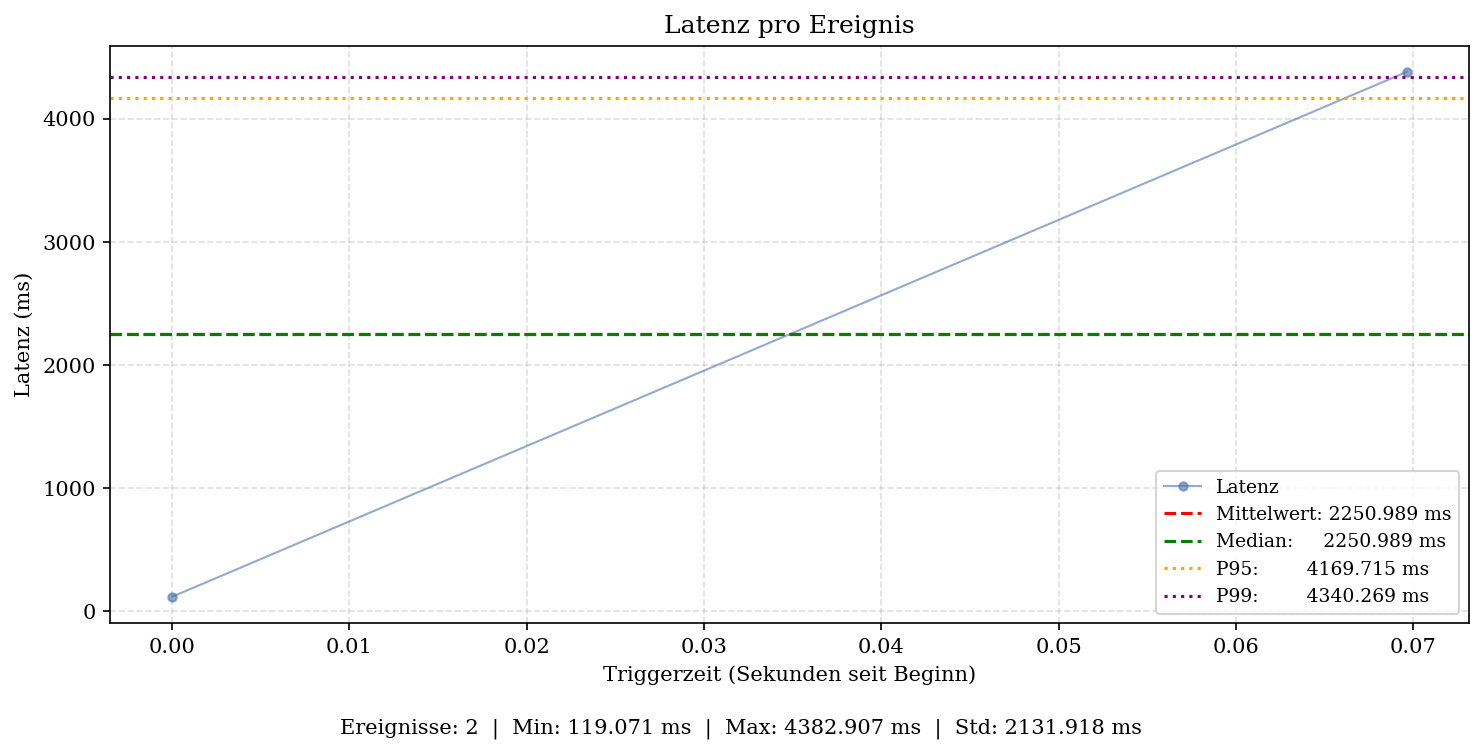 Latenz pro Ereignis
Latenz (ms)
4000
3000
2000
1000
0
0.00 0.01 0.02 0.03 0.04 0.05 0.06 0.07
Triggerzeit (Sekunden seit Beginn)
Latenz
Mittelwert: 2250.989 ms
Median: 2250.989 ms
P95: 4169.715 ms
P99: 4340.269 ms
Ereignisse: 2 | Min: 119.071 ms | Max: 4382.907 ms | Std: 2131.918 ms